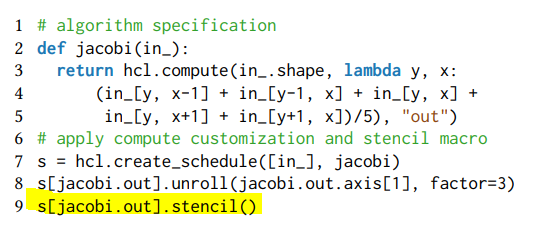 1 # algorithm specification
2 def jacobi(in_):
3   return hcl.compute(in_.shape, lambda y, x:
4       (in_[y, x-1] + in_[y-1, x] + in_[y, x] +
5        in_[y, x+1] + in_[y+1, x])/5), "out")
6 # apply compute customization and stencil macro
7 s = hcl.create_schedule([in_], jacobi)
8 s[jacobi.out].unroll(jacobi.out.axis[1], factor=3)
9 s[jacobi.out].stencil()